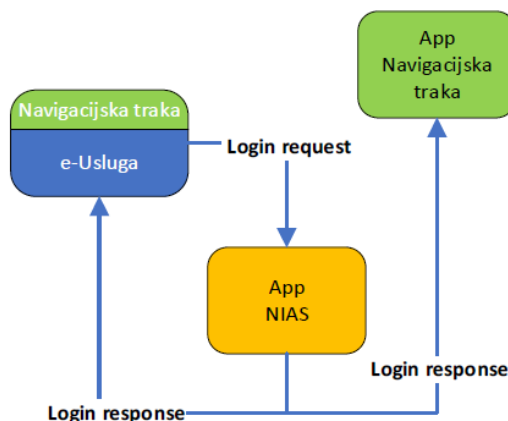 App
Navigacijska
traka
Navigacijska traka
e-Usluga
Login request
App
NIAS
Login response
Login response